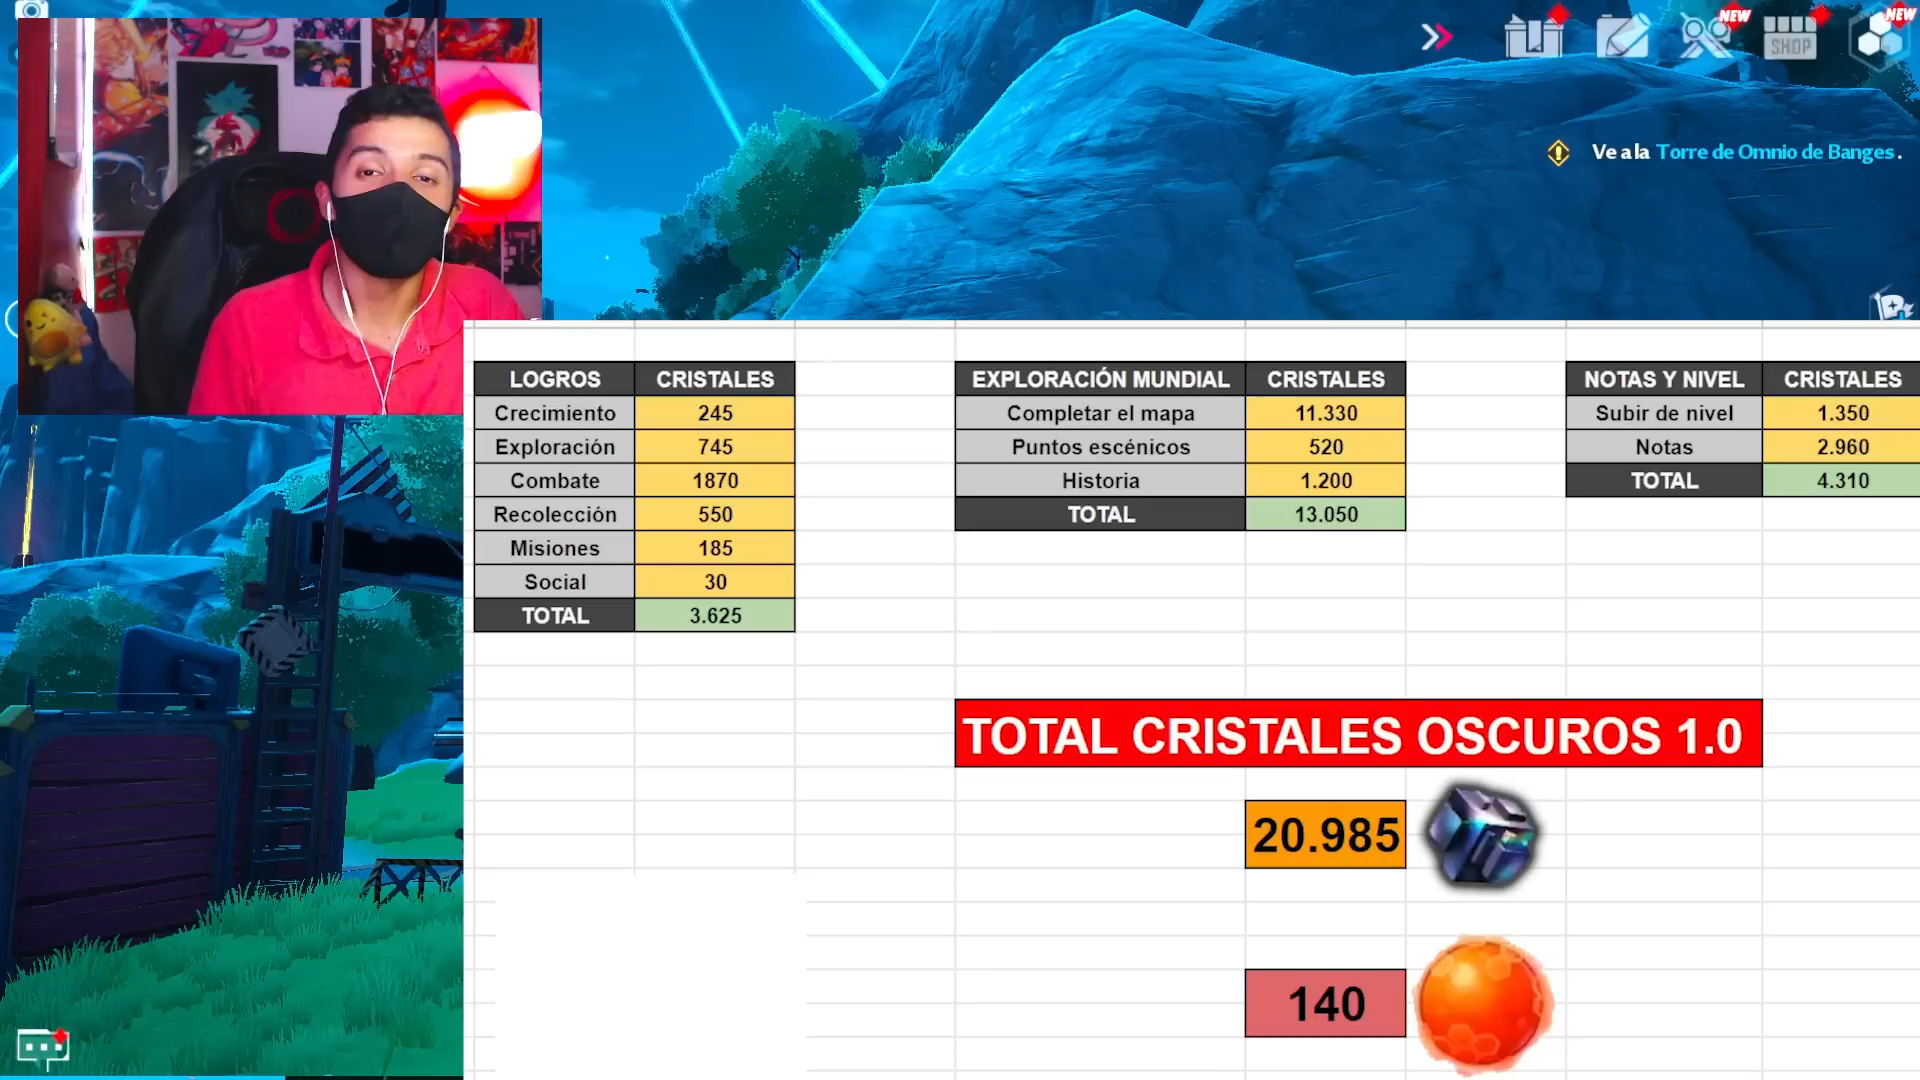 NEW
NEW
SHOP
Ve a la Torre de Omnio de Banges.
LOGROS CRISTALES
Crecimiento 245
Exploración 745
Combate 1870
Recolección 550
Misiones 185
Social 30
TOTAL 3.625
EXPLORACIÓN MUNDIAL CRISTALES
Completar el mapa 11.330
Puntos escénicos 520
Historia 1.200
TOTAL 13.050
NOTAS Y NIVEL CRISTALES
Subir de nivel 1.350
Notas 2.960
TOTAL 4.310
TOTAL CRISTALES OSCUROS 1.0
20.985
140